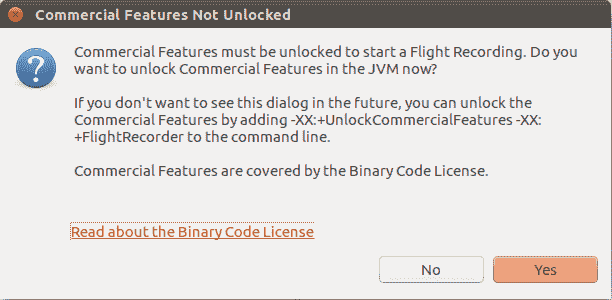 Commercial Features Not Unlocked
Commercial Features must be unlocked to start a Flight Recording. Do you
want to unlock Commercial Features in the JVM now?
If you don't want to see this dialog in the future, you can unlock the
Commercial Features by adding -XX:+UnlockCommercialFeatures -XX:
+FlightRecorder to the command line.
Commercial Features are covered by the Binary Code License.
Read about the Binary Code License
No
Yes